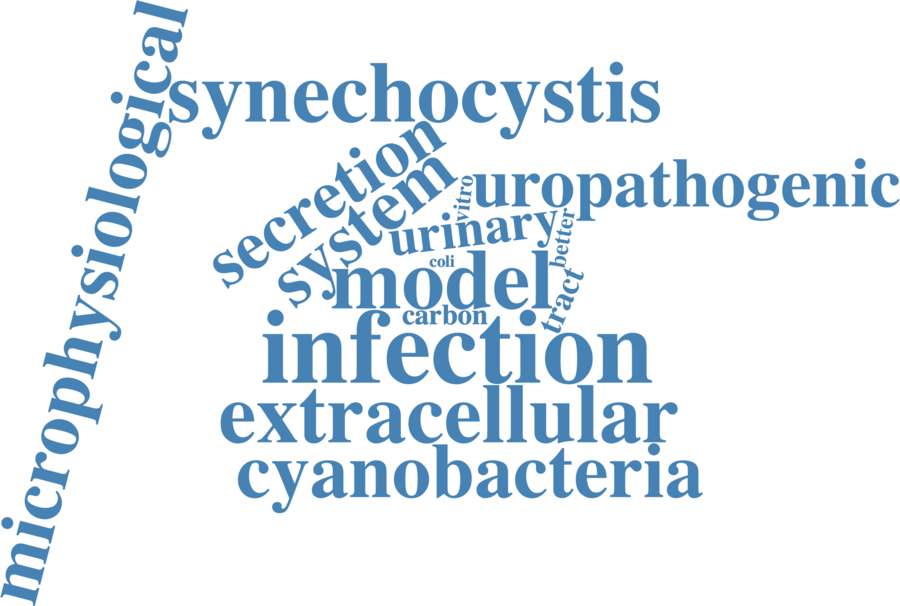 microphysiological
synechocystis
secretion
system
vitro
uropathogenic
urinary
better
coli
model
tract
carbon
infection
extracellular
cyanobacteria